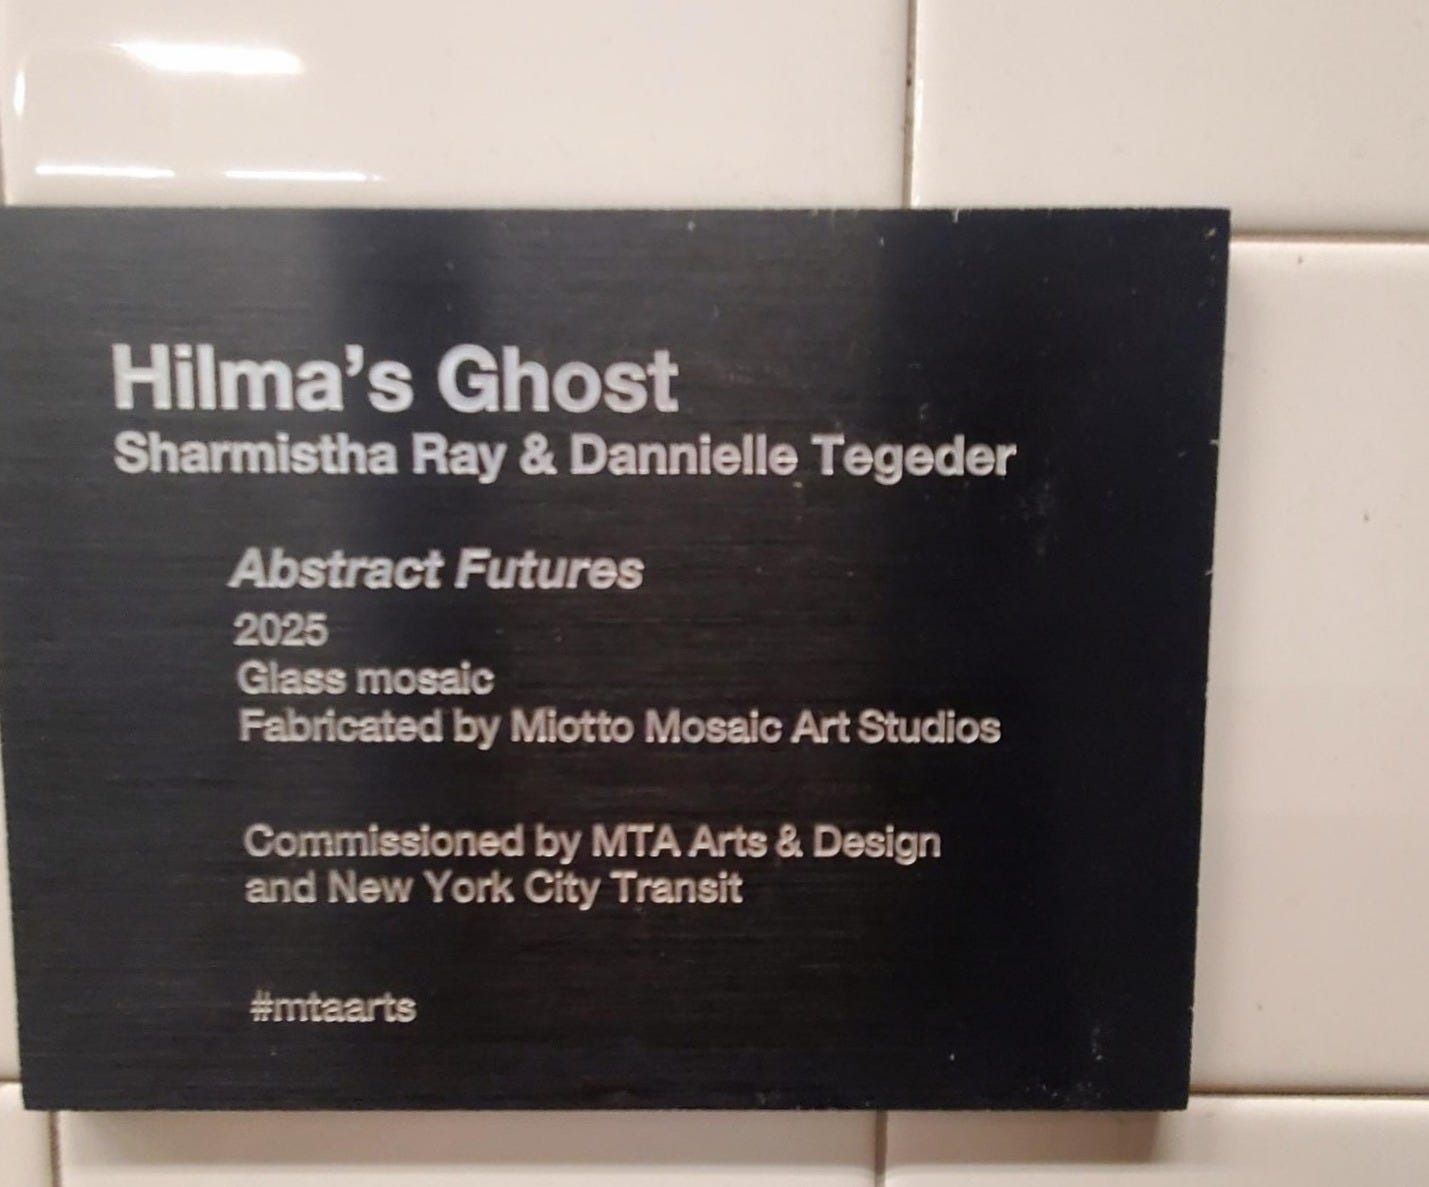 Hilma’s Ghost
Sharmistha Ray & Dannielle Tegeder
Abstract Futures
2025
Glass mosaic
Fabricated by Miotto Mosaic Art Studios
Commissioned by MTA Arts & Design
and New York City Transit
#mtaarts